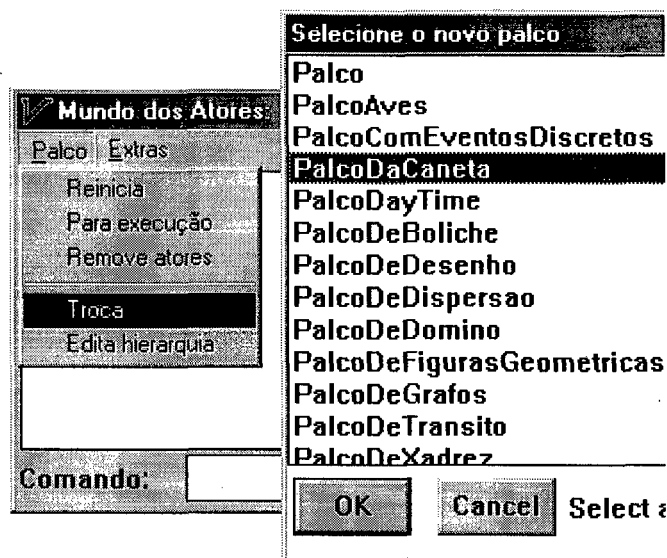 Mundo dos Atores:
Palco Extras
Reinicia
Para execução
Remove atores
Troca
Edita hierarquia
Comando:
Selecione o novo palco
Palco
PalcoAves
PalcoComEventosDiscretos
PalcoDaCaneta
PalcoDayTime
PalcoDeBoliche
PalcoDeDesenho
PalcoDeDispersao
PalcoDeDomino
PalcoDeFigurasGeometricas
PalcoDeGrafos
PalcoDeTransito
PalcoDeXadrez
OK Cancel Select a